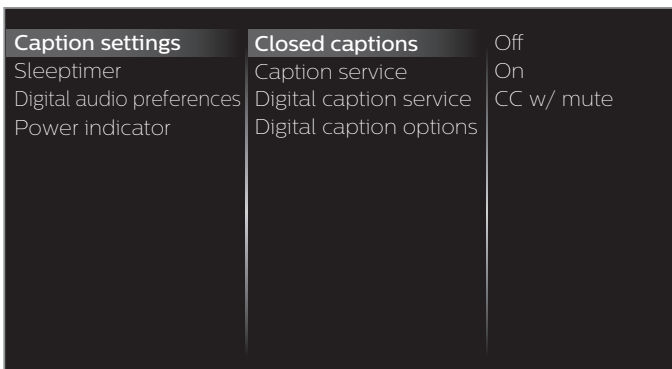 Caption settings
Sleeptimer
Digital audio preferences
Power indicator
Closed captions
Caption service
Digital caption service
Digital caption options
Off
On
CC w/ mute